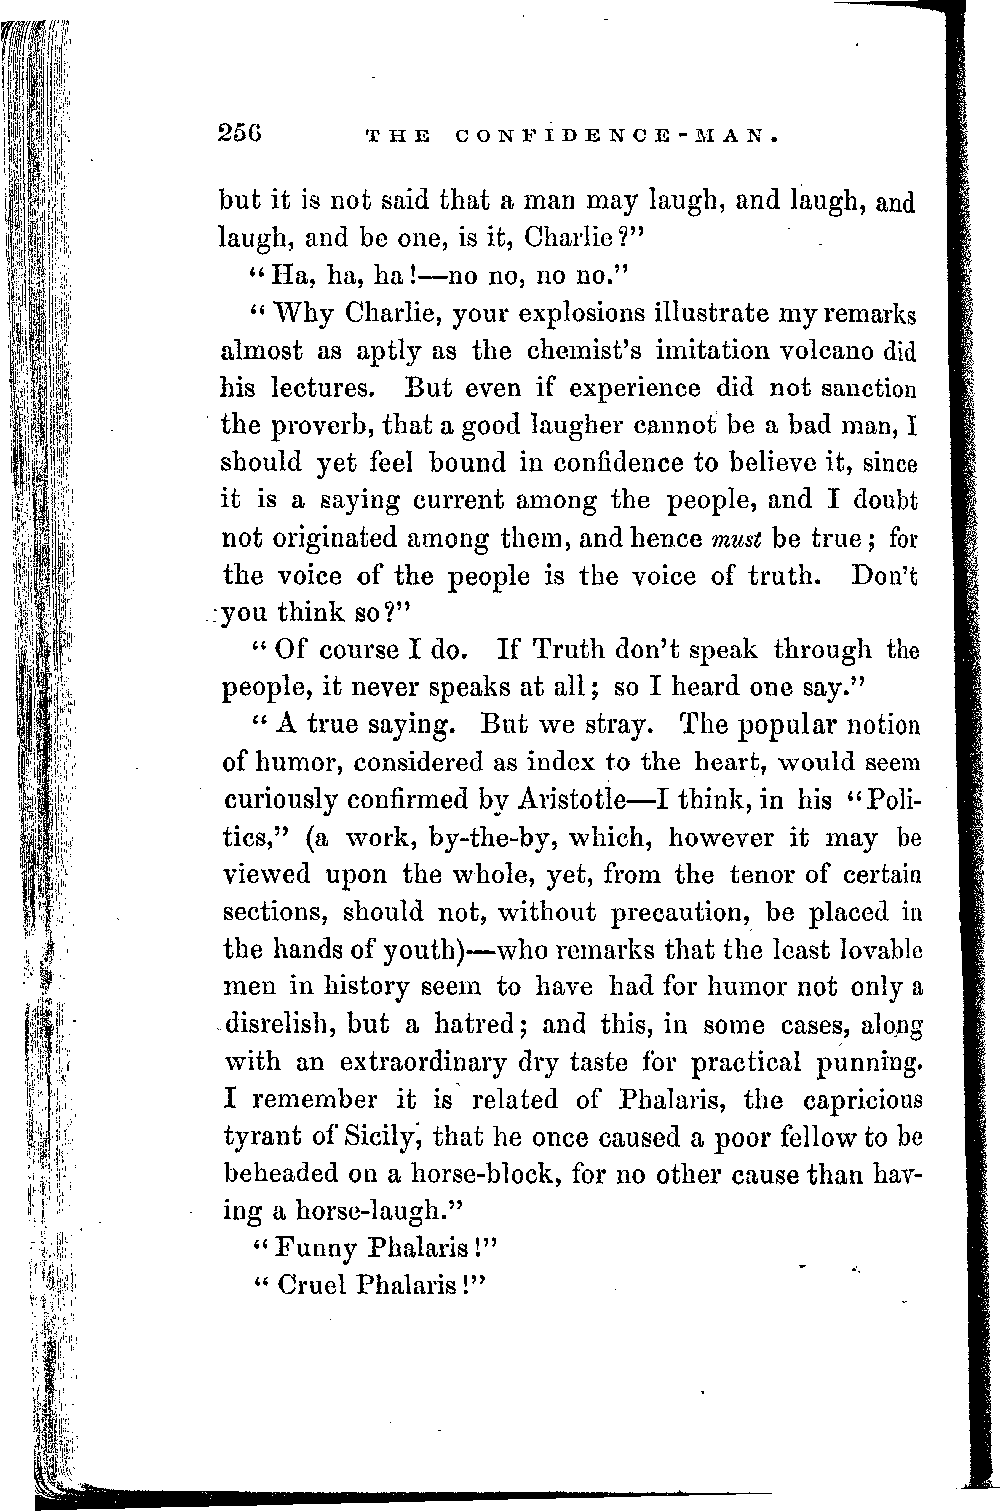 256 THE CONFIDENCE-MAN.
but it is not said that a man may laugh, and laugh, and
laugh, and be one, is it, Charlie?"
"Ha, ha, ha!—no no, no no."
"Why Charlie, your explosions illustrate my remarks
almost as aptly as the chemist's imitation volcano did
his lectures. But even if experience did not sanction
the proverb, that a good laugher cannot be a bad man, I
should yet feel bound in confidence to believe it, since
it is a saying current among the people, and I doubt
not originated among them, and hence must be true; for
the voice of the people is the voice of truth. Don't
you think so?"
"Of course I do. If Truth don't speak through the
people, it never speaks at all; so I heard one say."
"A true saying. But we stray. The popular notion
of humor, considered as index to the heart, would seem
curiously confirmed by Aristotle—I think, in his "Poli-
tics," (a work, by-the-by, which, however it may be
viewed upon the whole, yet, from the tenor of certain
sections, should not, without precaution, be placed in
the hands of youth)—who remarks that the least lovable
men in history seem to have had for humor not only a
disrelish, but a hatred; and this, in some cases, along
with an extraordinary dry taste for practical punning.
I remember it is related of Phalaris, the capricious
tyrant of Sicily, that he once caused a poor fellow to be
beheaded on a horse-block, for no other cause than hav-
ing a horse-laugh."
"Funny Phalaris!"
"Cruel Phalaris!"